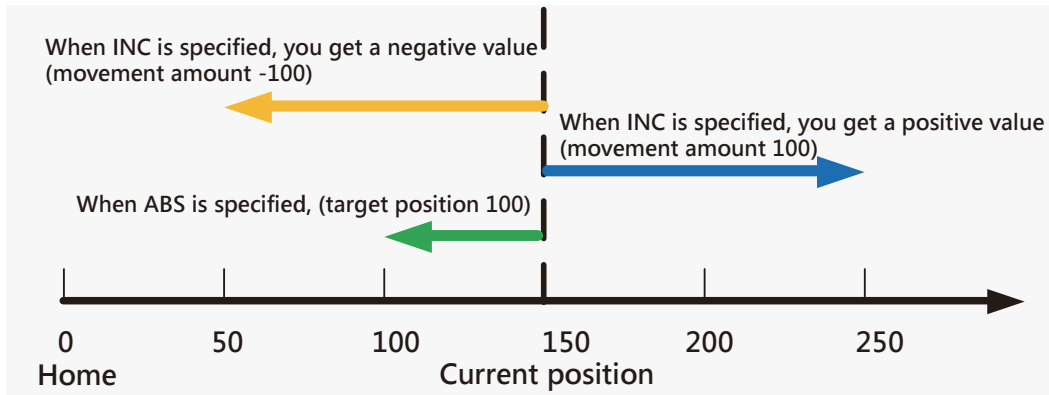 When INC is specified, you get a negative value
(movement amount -100)
When INC is specified, you get a positive value
(movement amount 100)
When ABS is specified, (target position 100)
0 50 100 150 200 250
Home Current position